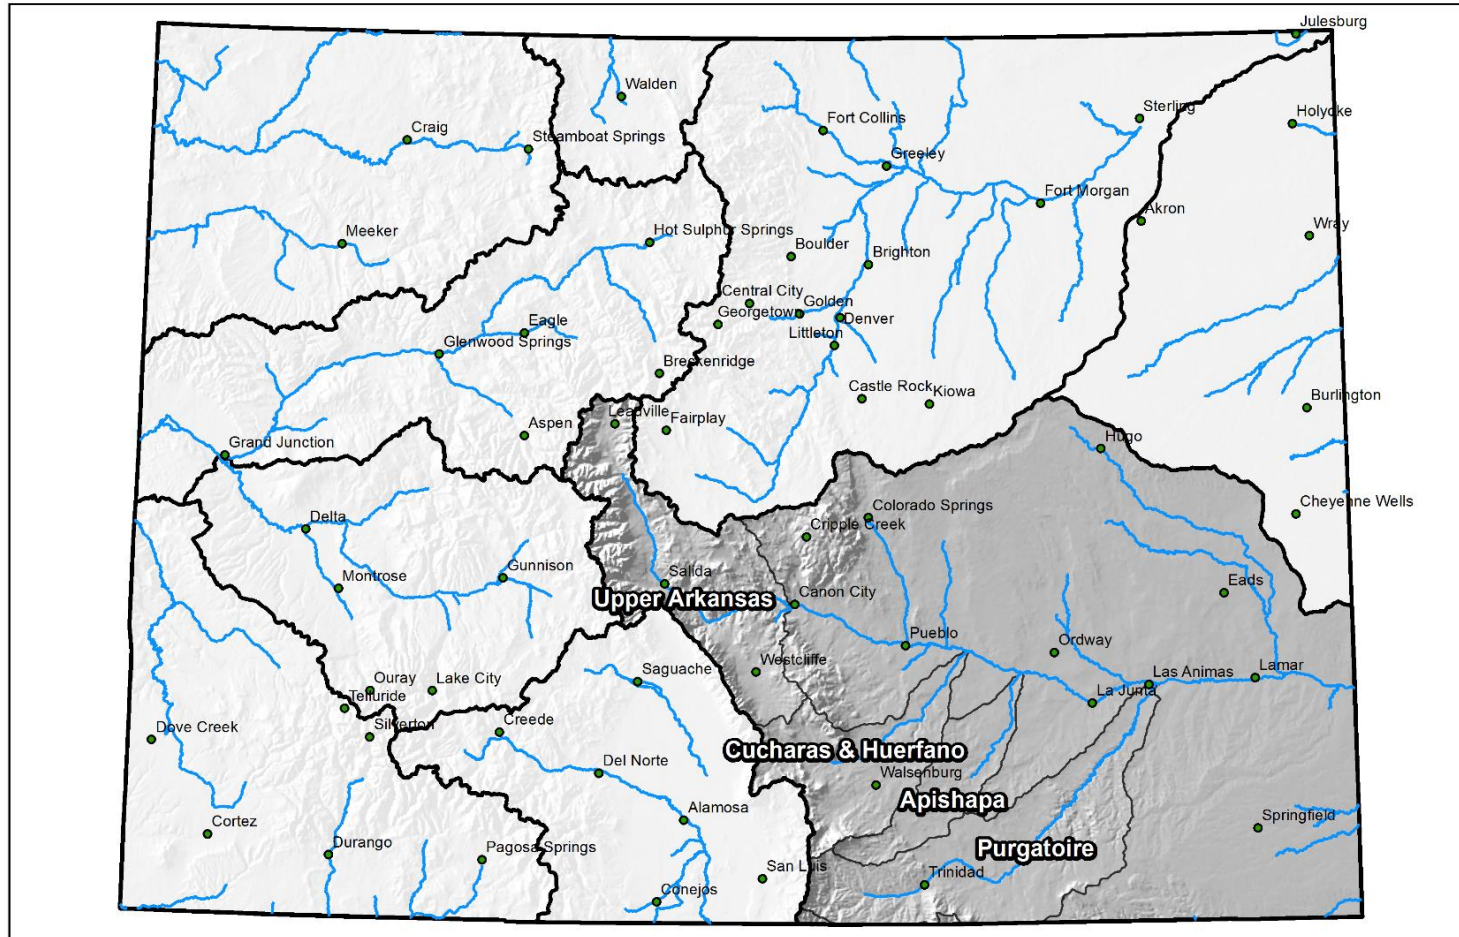 Julesburg
Walden
Sterling
Holyoke
Fort Collins
Craig
Steamboat Springs
Greeley
Fort Morgan
Akron
Wray
Meeker
Hot Sulphur Springs
Boulder
Brighton
Central City
Golden
Georgetown
Denver
Eagle
Littleton
Glenwood Springs
Breckenridge
Castle Rock
Kiowa
Burlington
Leadville
Fairplay
Aspen
Grand Junction
Hugo
Colorado Springs
Cheyenne Wells
Delta
Cripple Creek
Gunnison
Montrose
Salida
Eads
Upper Arkansas
Canon City
Pueblo
Ordway
Westcliffe
Saguache
Las Animas
Lamar
Ouray
Lake City
La Junta
Telluride
Silverton
Creede
Dove Creek
Cucharas & Huerfano
Del Norte
Walsenburg
Apishapa
Alamosa
Cortez
Springfield
Durango
Pagosa Springs
Purgatoire
San Luis
Trinidad
Conejos